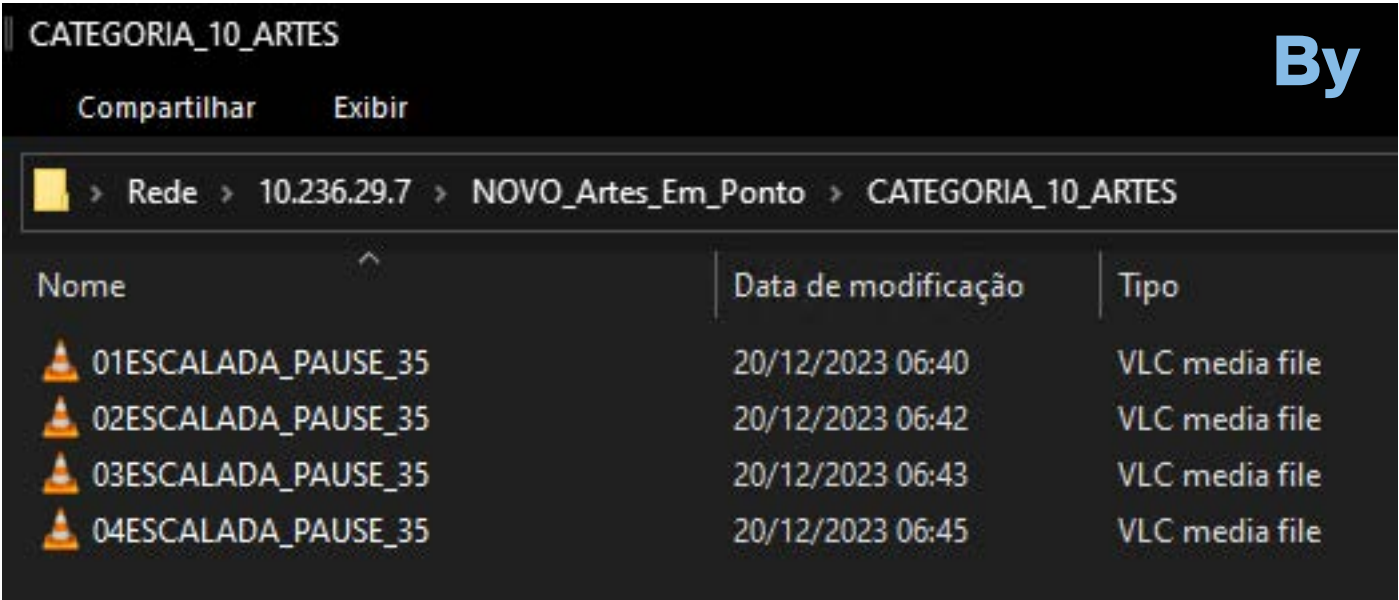 CATEGORIA_10_ARTES
By
Compartilhar Exibir
Rede > 10.236.29.7 > NOVO_Artes_Em_Ponto > CATEGORIA_10_ARTES
Nome Data de modificação Tipo
01ESCALADA_PAUSE_35 20/12/2023 06:40 VLC media file
02ESCALADA_PAUSE_35 20/12/2023 06:42 VLC media file
03ESCALADA_PAUSE_35 20/12/2023 06:43 VLC media file
04ESCALADA_PAUSE_35 20/12/2023 06:45 VLC media file